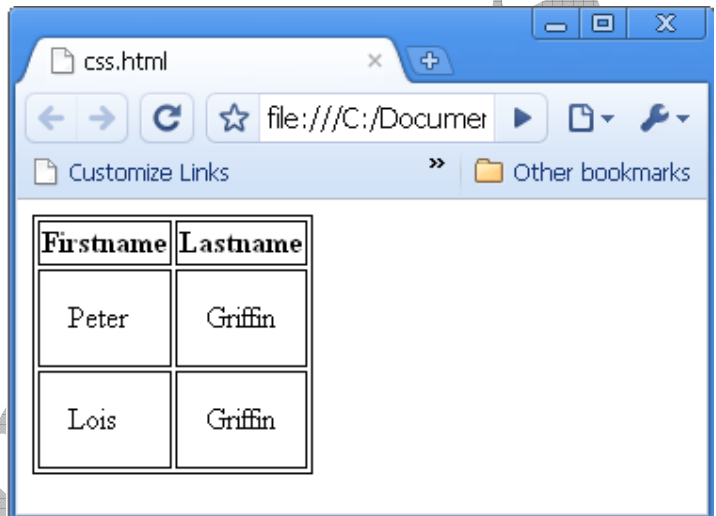 css.html
file:///C:/Documer
Customize Links » Other bookmarks
Firstname Lastname
Peter Griffin
Lois Griffin